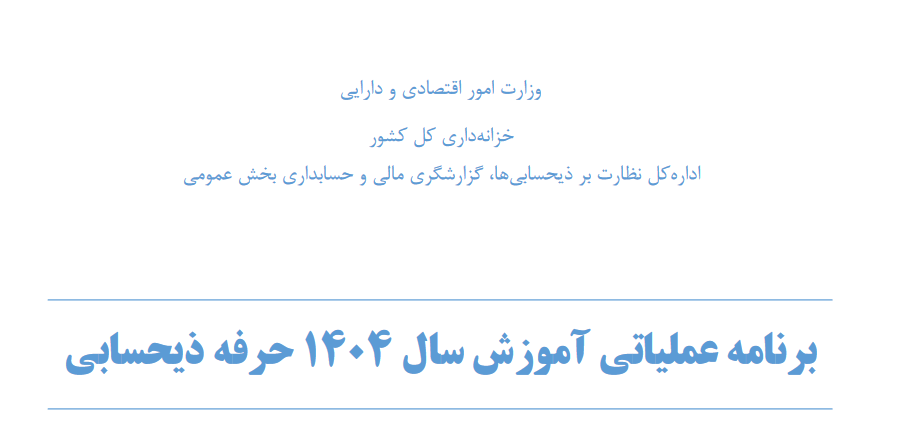 وزارت امور اقتصادی و دارایی
خزانه‌داری کل کشور
اداره‌کل نظارت بر ذیحسابی‌ها، گزارشگری مالی و حسابداری بخش عمومی
برنامه عملیاتی آموزش سال ۱۴۰۴ حرفه ذیحسابی